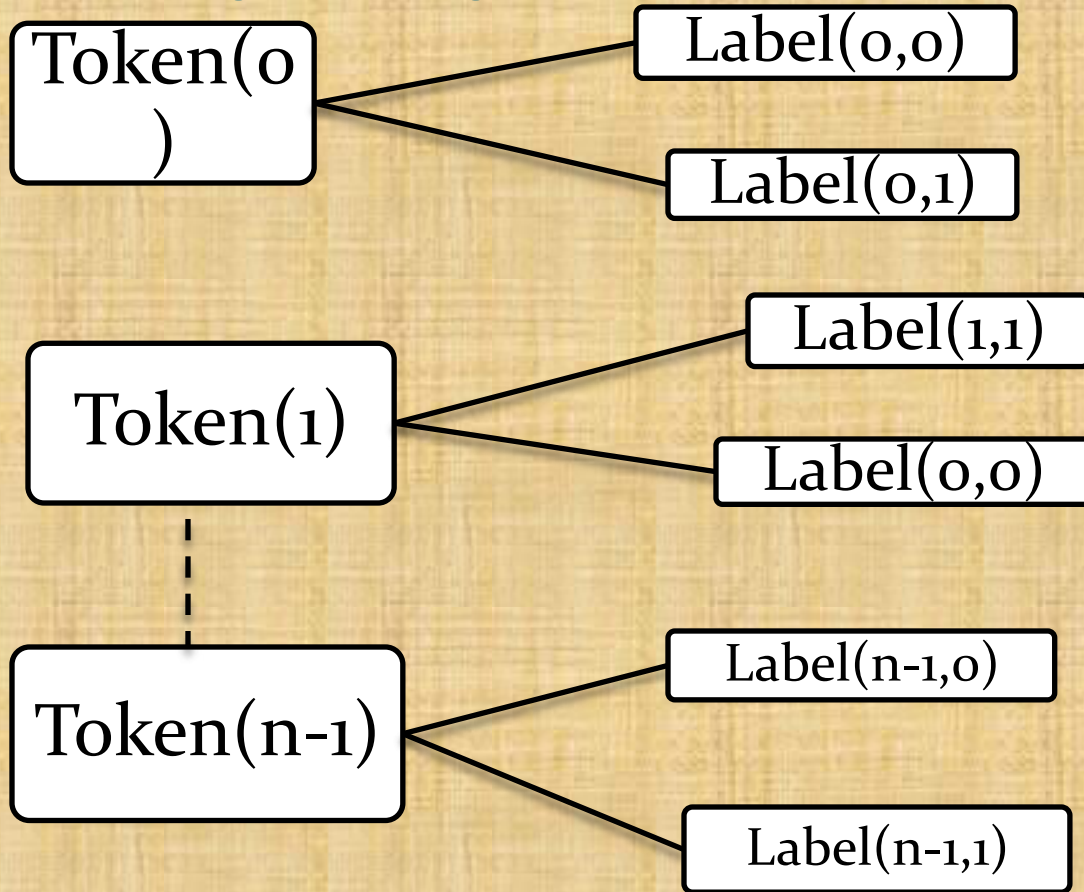 Token(0
)
Label(0,0)
Label(0,1)
Token(1)
Label(1,1)
Label(0,0)
Token(n-1)
Label(n-1,0)
Label(n-1,1)